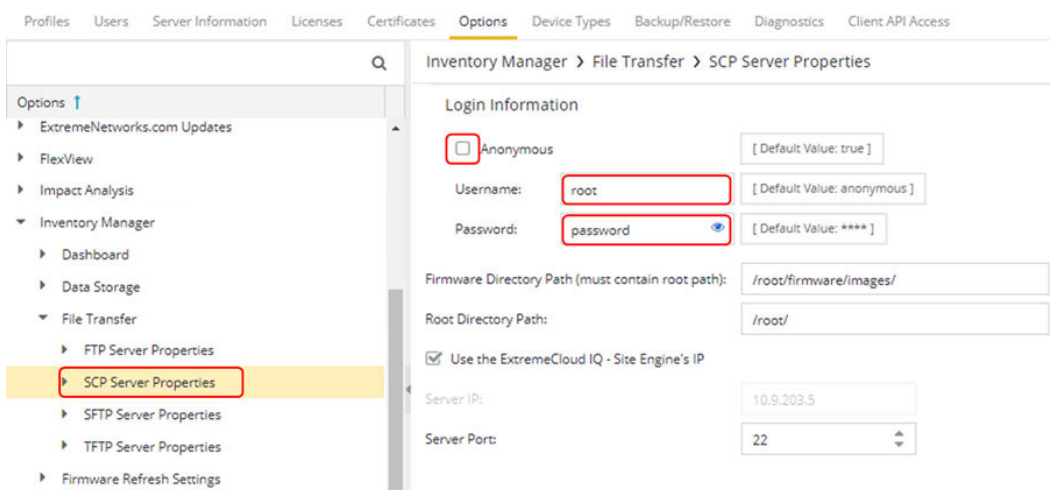 Profiles Users Server Information Licenses Certificates Options Device Types Backup/Restore Diagnostics Client API Access
Inventory Manager > File Transfer > SCP Server Properties
Options ↑
ExtremeNetworks.com Updates
FlexView
Impact Analysis
Inventory Manager
Dashboard
Data Storage
File Transfer
FTP Server Properties
SCP Server Properties
SFTP Server Properties
TFTP Server Properties
Firmware Refresh Settings
Login Information
Anonymous [ Default Value: true ]
Username: root [ Default Value: anonymous ]
Password: password [ Default Value: **** ]
Firmware Directory Path (must contain root path): /root/firmware/images/
Root Directory Path: /root/
Use the ExtremeCloud IQ - Site Engine's IP
Server IP: 10.9.203.5
Server Port: 22